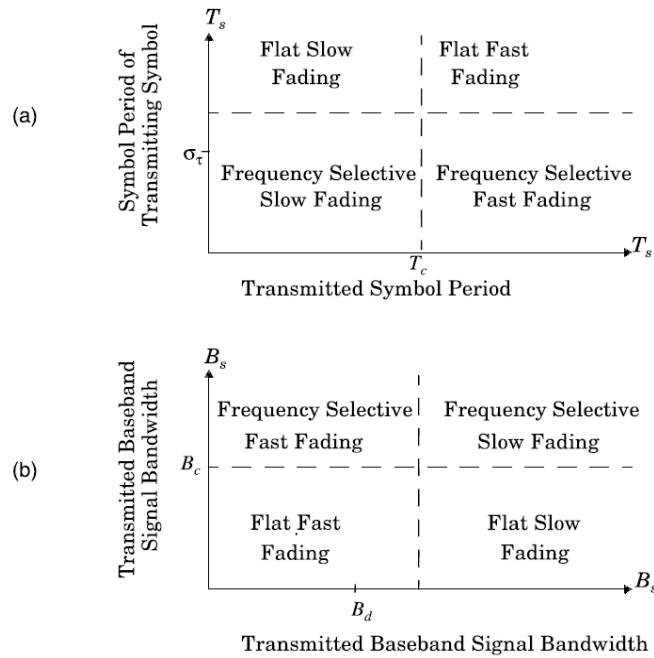 T_s
Flat Slow
Fading
Flat Fast
Fading
(a)
Symbol Period of
Transmitting Symbol
σ_τ
Frequency Selective
Slow Fading
Frequency Selective
Fast Fading
T_c
T_s
Transmitted Symbol Period
B_s
Frequency Selective
Fast Fading
Frequency Selective
Slow Fading
(b)
Transmitted Baseband
Signal Bandwidth
B_c
Flat Fast
Fading
Flat Slow
Fading
B_d
B_s
Transmitted Baseband Signal Bandwidth